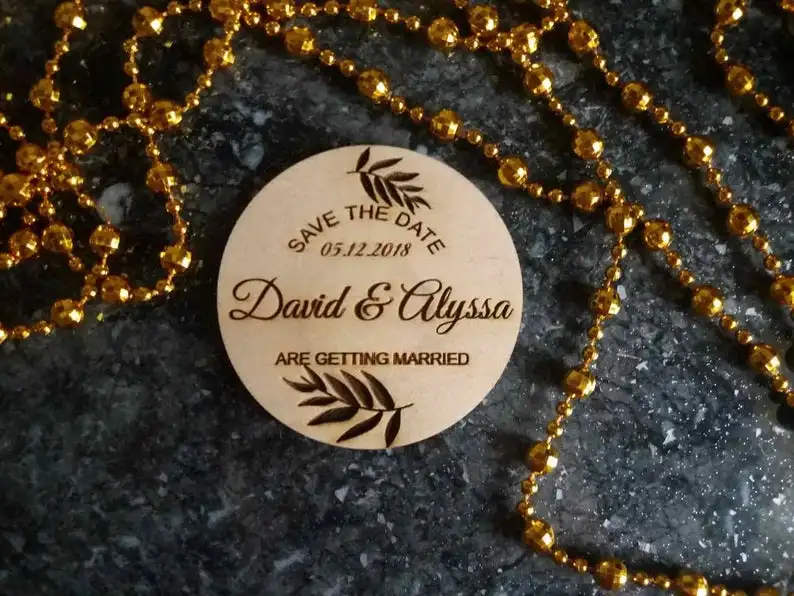 SAVE THE DATE
05.12.2018
David & Alyssa
ARE GETTING MARRIED